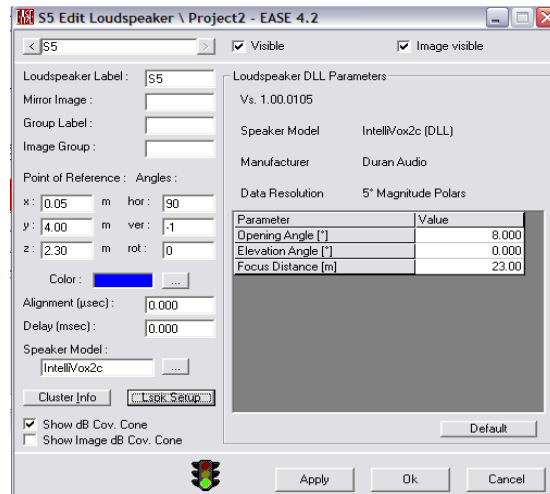 S5 Edit Loudspeaker \ Project2 - EASE 4.2
< S5 > Visible Image visible
Loudspeaker Label : S5
Mirror Image :
Group Label :
Image Group :
Point of Reference : Angles :
x : 0.05 m hor : 90
y : 4.00 m ver : -1
z : 2.30 m rot : 0
Color : ...
Alignment (µsec) : 0.000
Delay (msec) : 0.000
Speaker Model :
IntelliVox2c ...
Cluster Info Lspk Setup
Show dB Cov. Cone
Show Image dB Cov. Cone
Loudspeaker DLL Parameters
Vs. 1.00.0105
Speaker Model IntelliVox2c (DLL)
Manufacturer Duran Audio
Data Resolution 5° Magnitude Polars
Parameter Value
Opening Angle [°] 8.000
Elevation Angle [°] 0.000
Focus Distance [m] 23.00
Default
Apply Ok Cancel